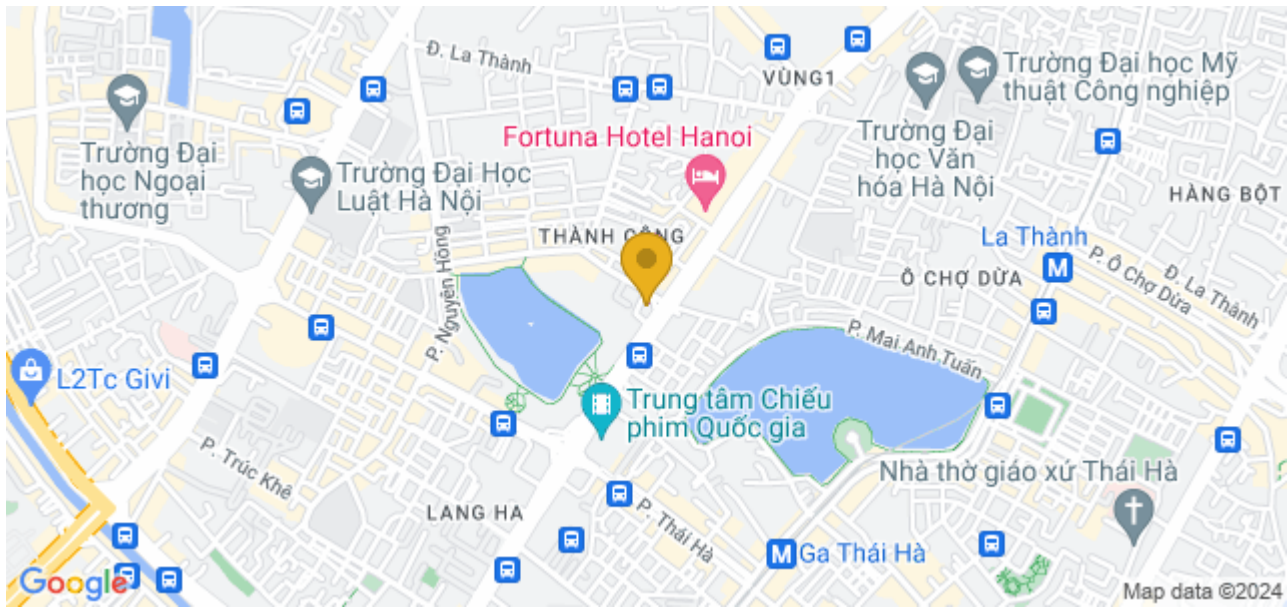 Đ. La Thành
VÙNG1
Trường Đại học Mỹ
thuật Công nghiệp
Fortuna Hotel Hanoi
Trường Đại
học Văn
hóa Hà Nội
Trường Đại
học Ngoại
thương
Trường Đại Học
Luật Hà Nội
HÀNG BỘT
THÀNH CÔNG
La Thành
M
P. Ô Chợ Dừa
Đ. La Thành
Ô CHỢ DỪA
P. Nguyên Hồng
P. Mai Anh Tuấn
L2Tc Givi
Trung tâm Chiếu
phim Quốc gia
P. Trúc Khê
Nhà thờ giáo xứ Thái Hà
LANG HA
P. Thái Hà
M
Ga Thái Hà
Google
Map data ©2024